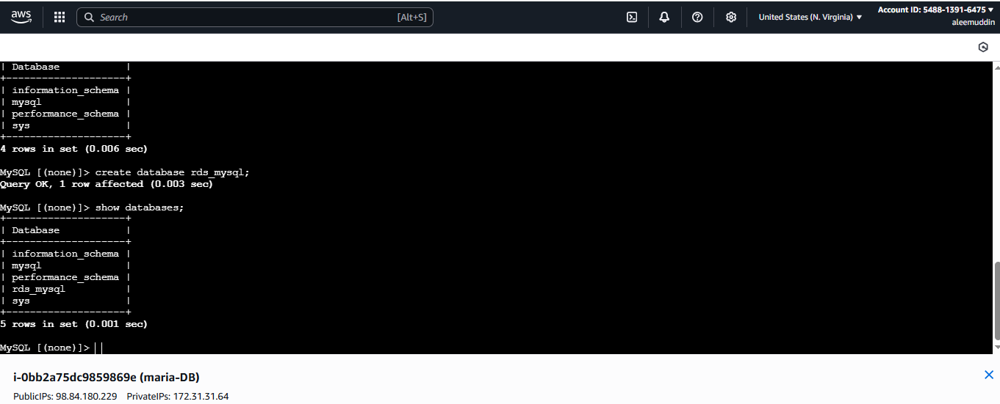 aws
Search [Alt+S]
United States (N. Virginia) ▼
Account ID: 5488-1391-6475 ▼
aleemuddin
| Database           |
+--------------------+
| information_schema |
| mysql              |
| performance_schema |
| sys                |
+--------------------+
4 rows in set (0.006 sec)
MySQL [(none)]> create database rds_mysql;
Query OK, 1 row affected (0.003 sec)
MySQL [(none)]> show databases;
+--------------------+
| Database           |
+--------------------+
| information_schema |
| mysql              |
| performance_schema |
| rds_mysql          |
| sys                |
+--------------------+
5 rows in set (0.001 sec)
MySQL [(none)]>
i-0bb2a75dc9859869e (maria-DB)
PublicIPs: 98.84.180.229 PrivateIPs: 172.31.31.64